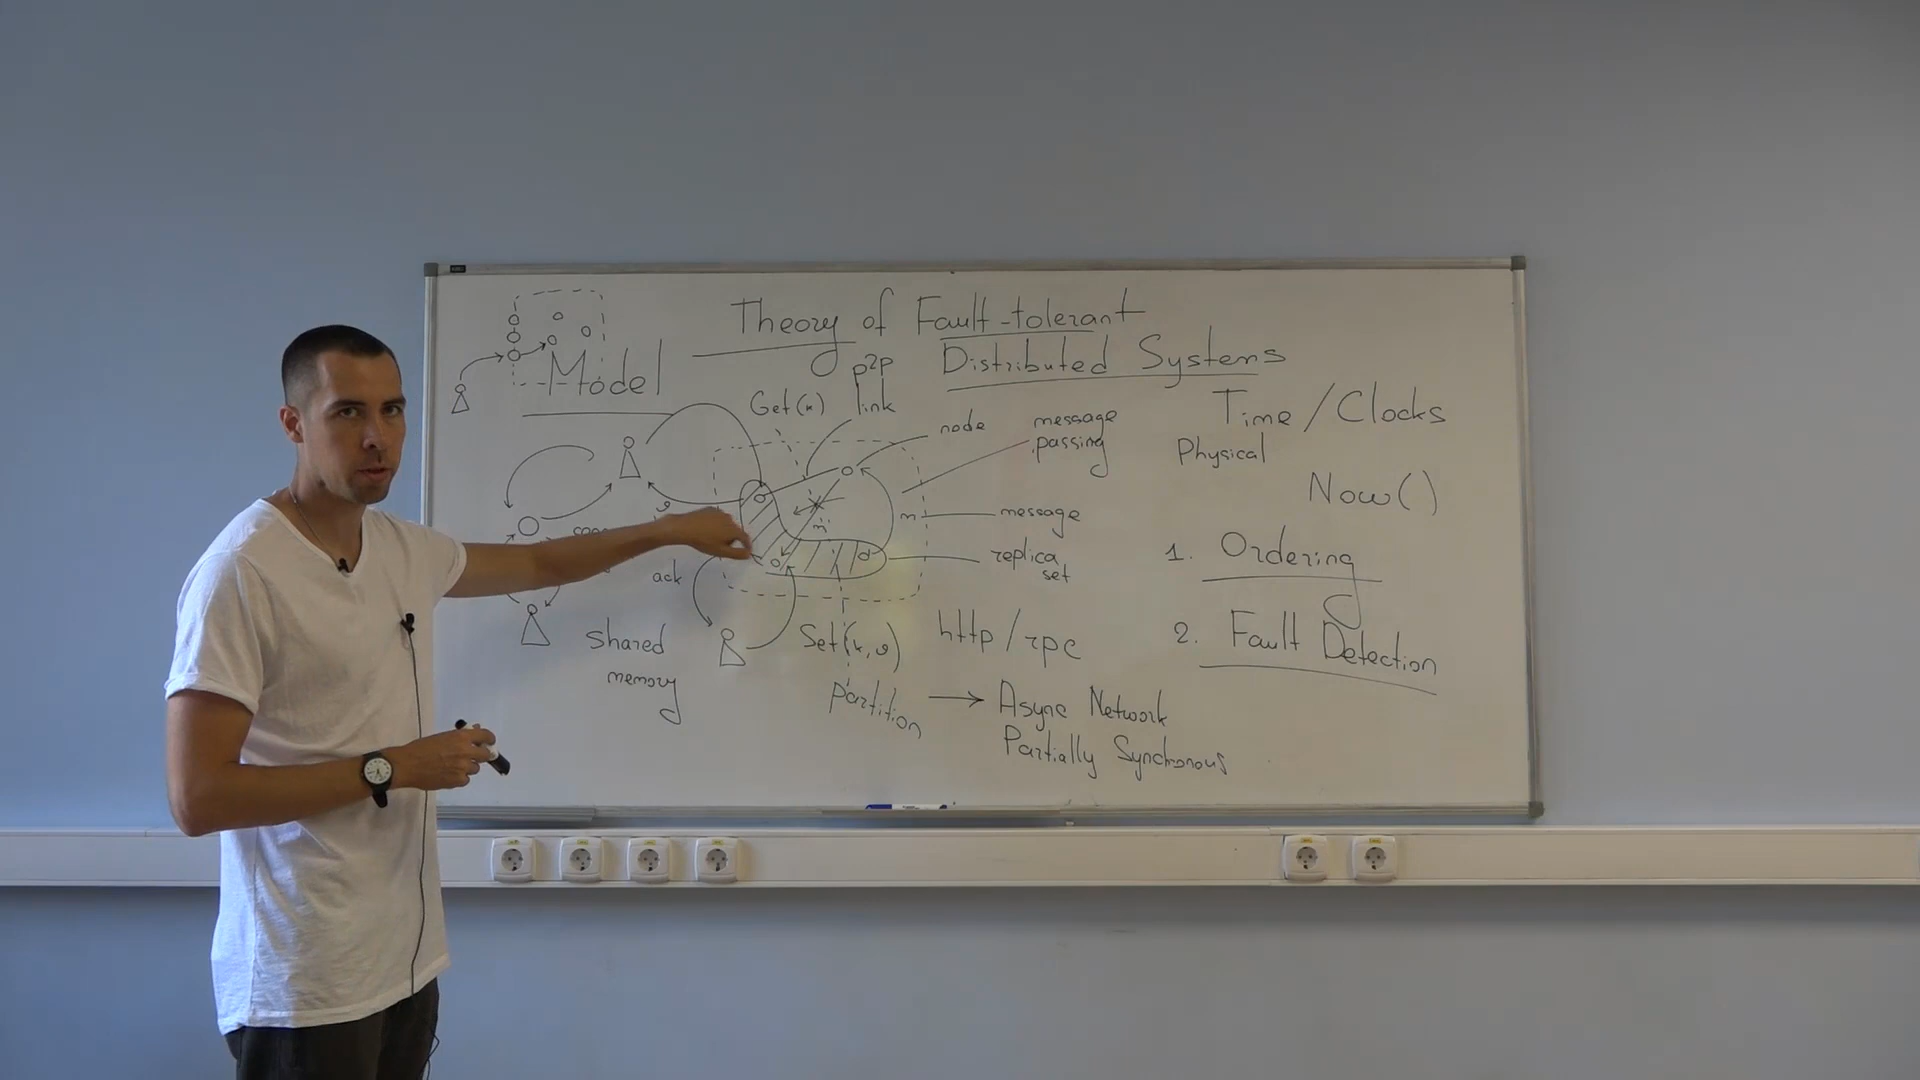 Theory of Fault-tolerant
Distributed Systems
Model
p2p
link
Get(k)
node
message
passing
Time / Clocks
Physical
Now()
m
message
m'
1. Ordering
replica
set
ack
v
2. Fault Detection
shared
memory
Set(k, v)
http / rpc
partition → Async Network
Partially Synchronous